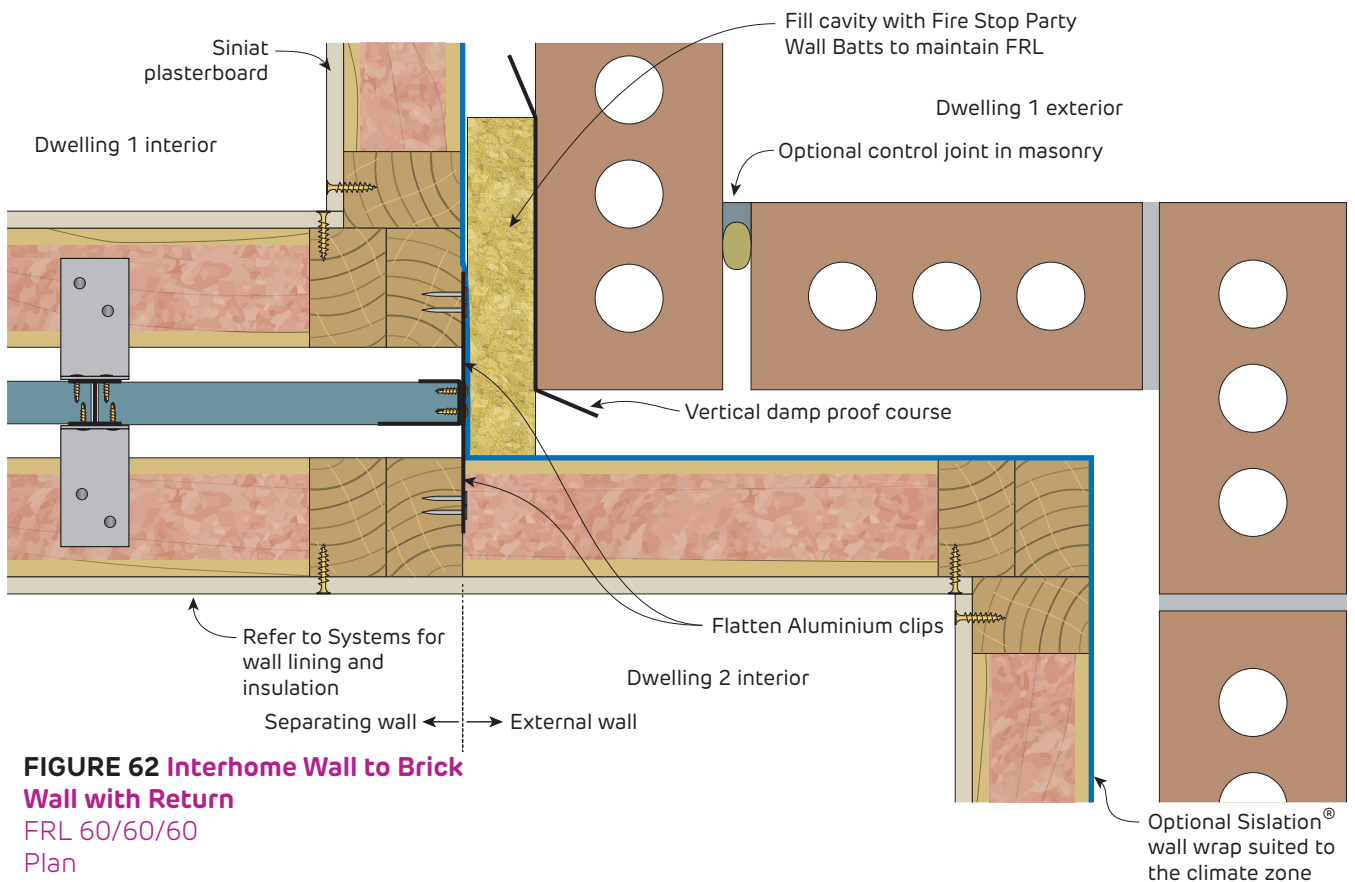 Siniat
plasterboard
Fill cavity with Fire Stop Party
Wall Batts to maintain FRL
Dwelling 1 exterior
Dwelling 1 interior
Optional control joint in masonry
Vertical damp proof course
Flatten Aluminium clips
Refer to Systems for
wall lining and
insulation
Dwelling 2 interior
Separating wall
External wall
FIGURE 62 Interhome Wall to Brick
Wall with Return
FRL 60/60/60
Plan
Optional Sislation®
wall wrap suited to
the climate zone